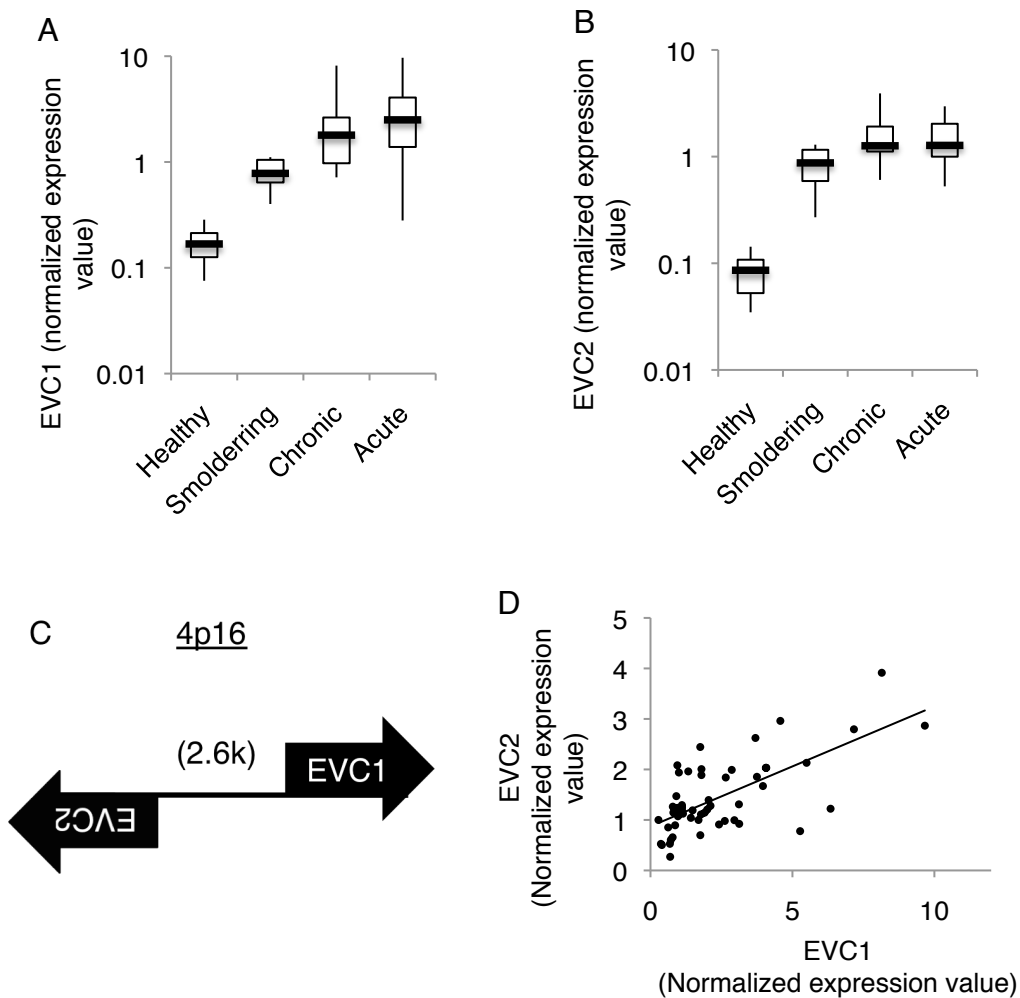 A
EVC1 (normalized expression
value)
10
1
0.1
0.01
Healthy
Smolderring
Chronic
Acute
B
EVC2 (normalized expression
value)
10
1
0.1
0.01
Healthy
Smoldering
Chronic
Acute
C
4p16
(2.6k)
EVC1
EVC2
D
EVC2
(Normalized expression
value)
5
4
3
2
1
0
0
5
10
EVC1
(Normalized expression value)